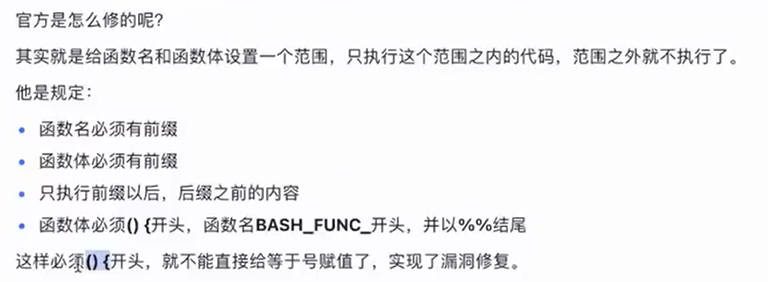 官方是怎么修的呢?
其实就是给函数名和函数体设置一个范围，只执行这个范围之内的代码，范围之外就不执行了。
他是规定：
• 函数名必须有前缀
• 函数体必须有前缀
• 只执行前缀以后，后缀之前的内容
• 函数体必须() {开头，函数名BASH_FUNC_开头，并以%%结尾
这样必须() {开头，就不能直接给等于号赋值了，实现了漏洞修复。